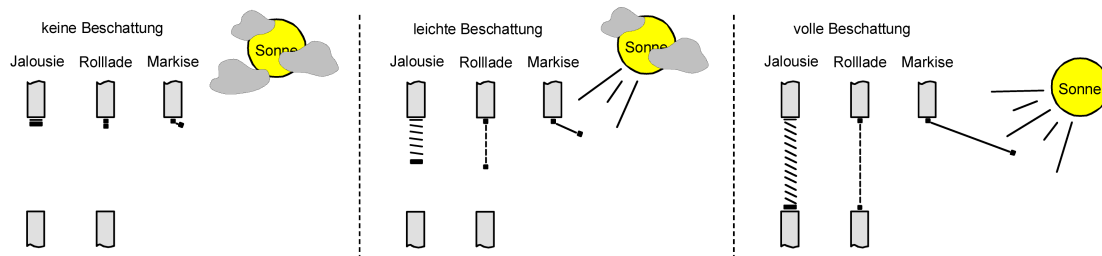 keine Beschattung
Jalousie Rolllade Markise
Sonne
leichte Beschattung
Jalousie Rolllade Markise
Sonne
volle Beschattung
Jalousie Rolllade Markise
Sonne